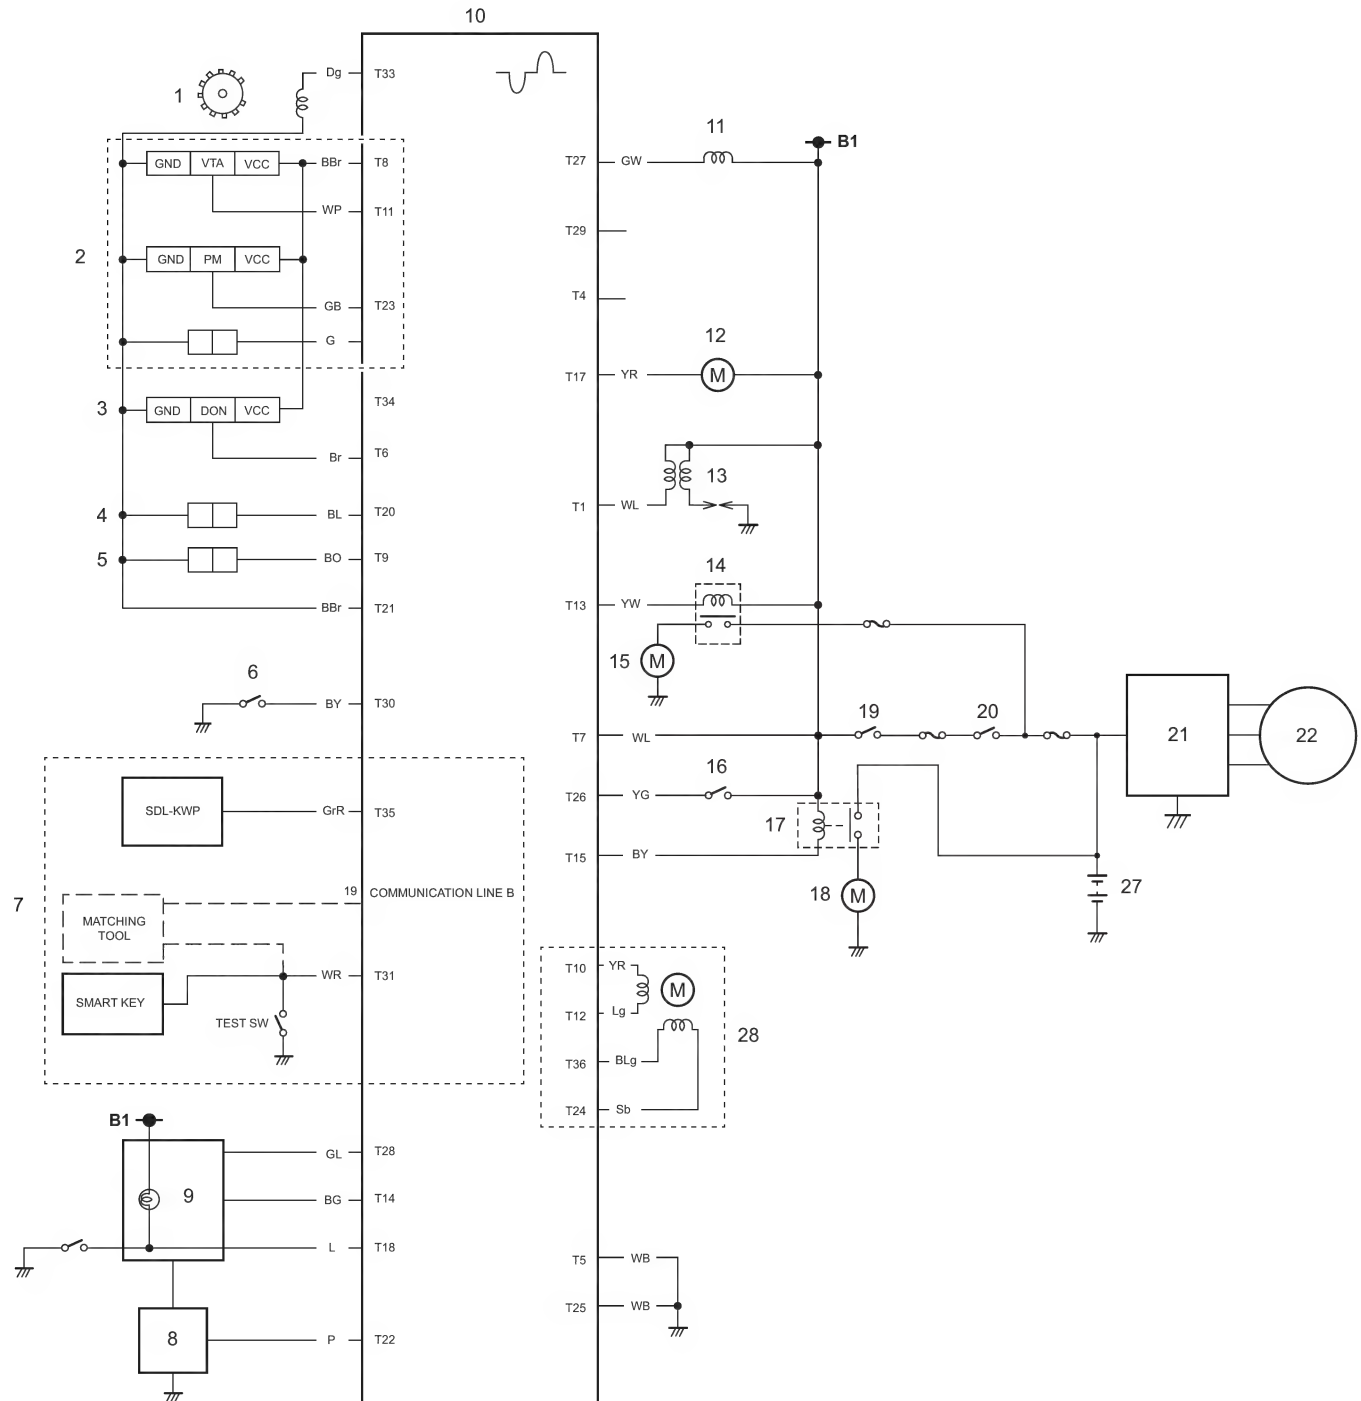 10
1
Dg T33
11
B1
GND VTA VCC BBr T8
T27 GW
WP T11
T29
2
GND PM VCC
GB T23
T4
G
12
T17 YR M
3
GND DON VCC T34
Br T6
13
4
BL T20
T1 WL
5
BO T9
14
BBr T21
T13 YW
15 M
6
BY T30
T7 WL 19 20 21 22
16
T26 YG
7
SDL-KWP GrR T35
17
T15 BY
18 M
27
19 COMMUNICATION LINE B
MATCHING
TOOL
SMART KEY
WR T31
TEST SW
T10 YR
M
T12 Lg
28
T36 BLg
T24 Sb
B1
GL T28
9
BG T14
L T18
T5 WB
T25 WB
8
P T22